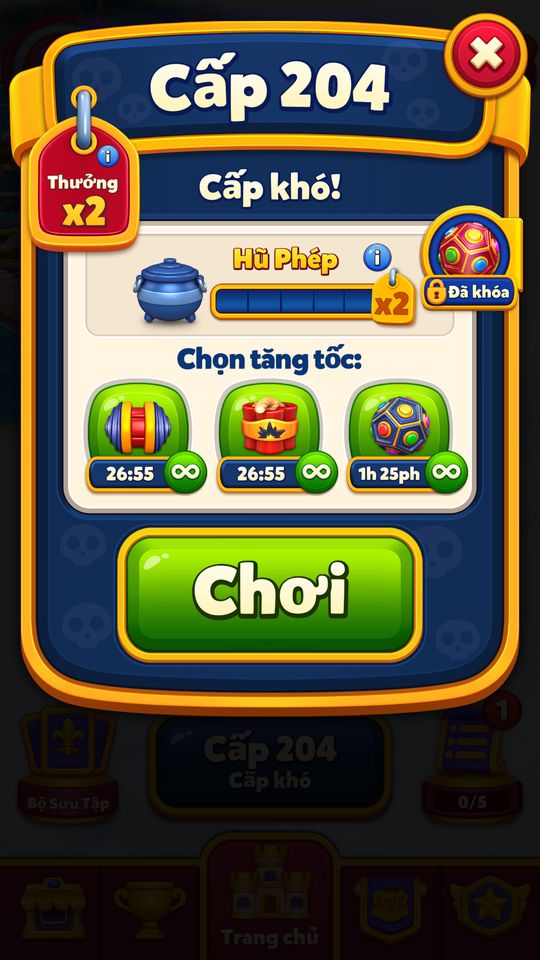 Cấp 204
Thưởng
x2
Cấp khó!
Hũ Phép
x2
Đã khóa
Chọn tăng tốc:
26:55
26:55
1h 25ph
Chơi
Cấp 204
Cấp khó
1
Bộ Sưu Tập
0/5
Trang chủ